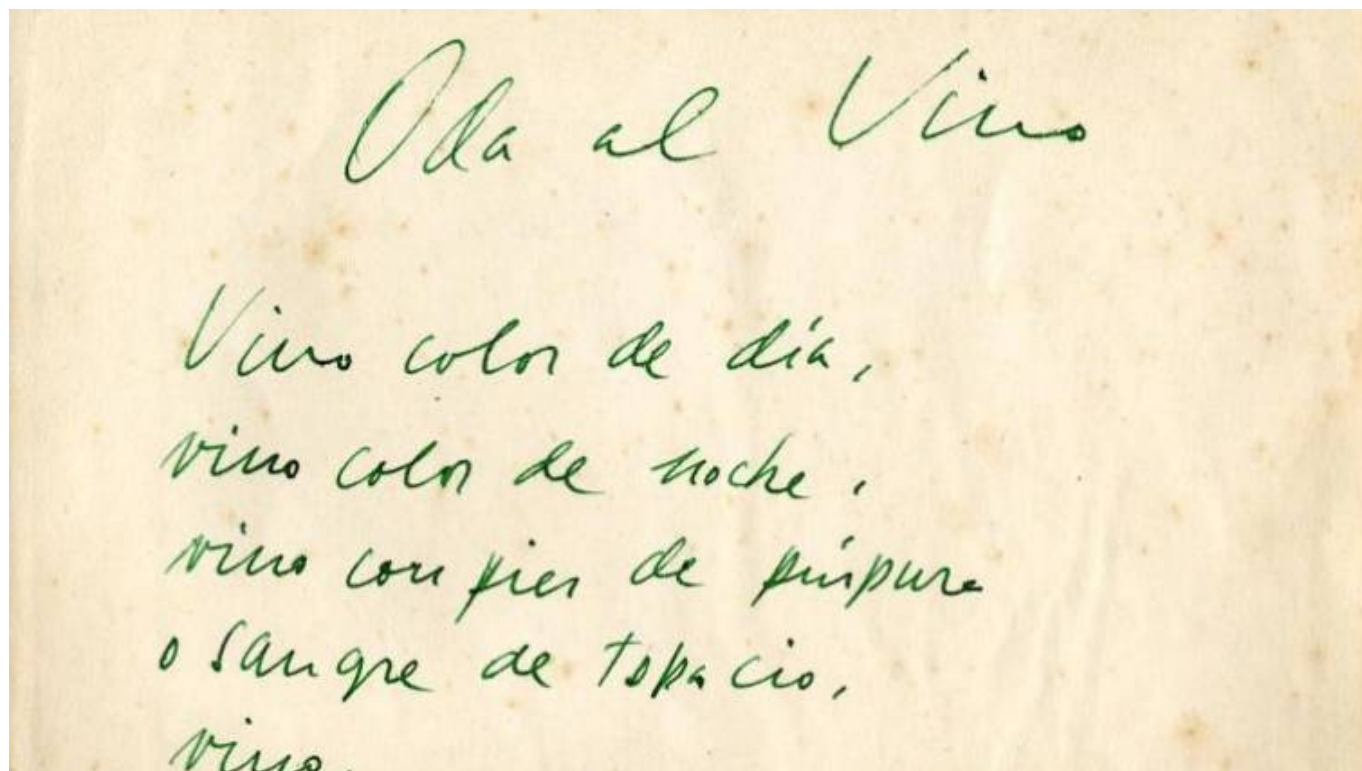 Oda al Vino
Vino color de día,
vino color de noche,
vino con pies de púrpura
o sangre de topacio,
vino,